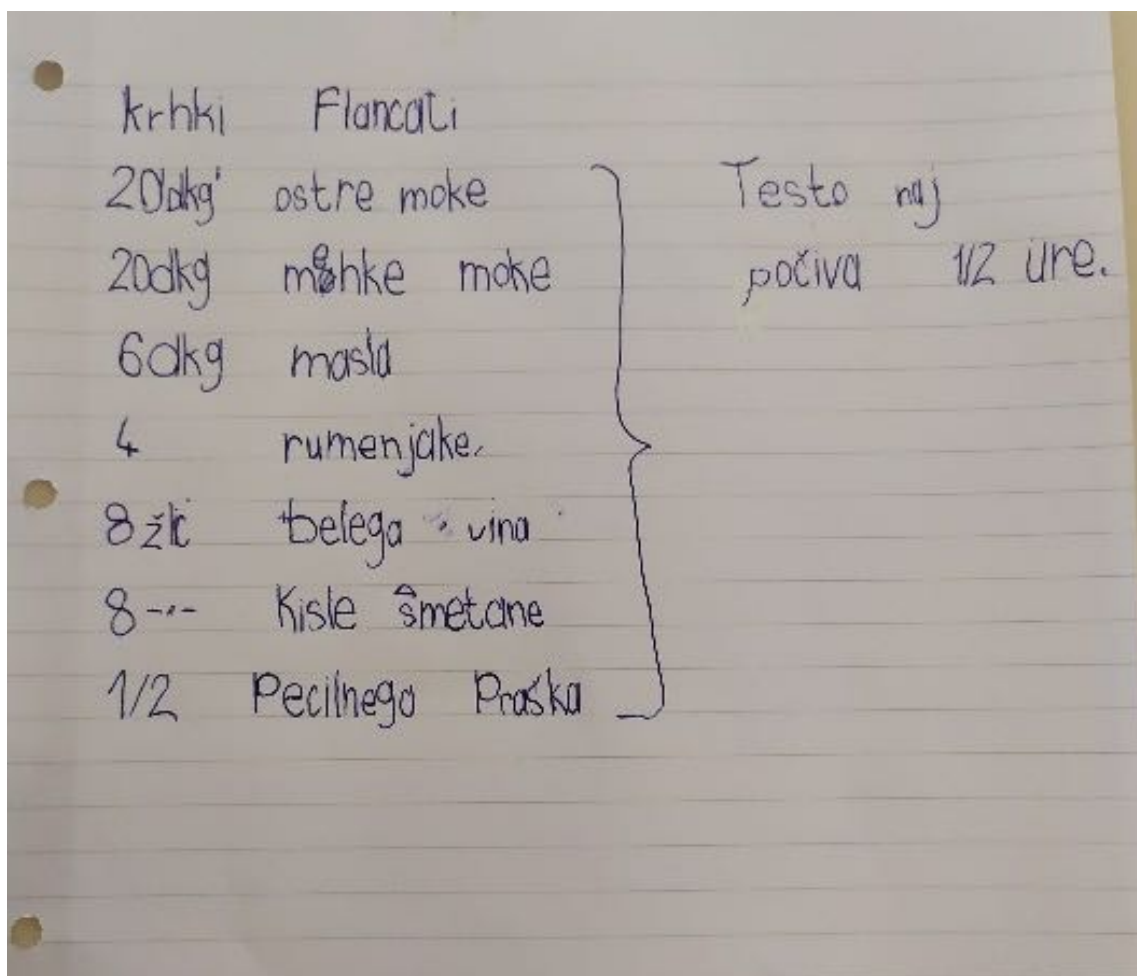 krhki Flancati
20dkg ostre moke
20dkg mehke moke
6dkg masla
4 rumenjake
8 žlic belega vina
8 -"- Kisle smetane
1/2 Pecilnega Praška
Testo naj
počiva 1/2 ure.